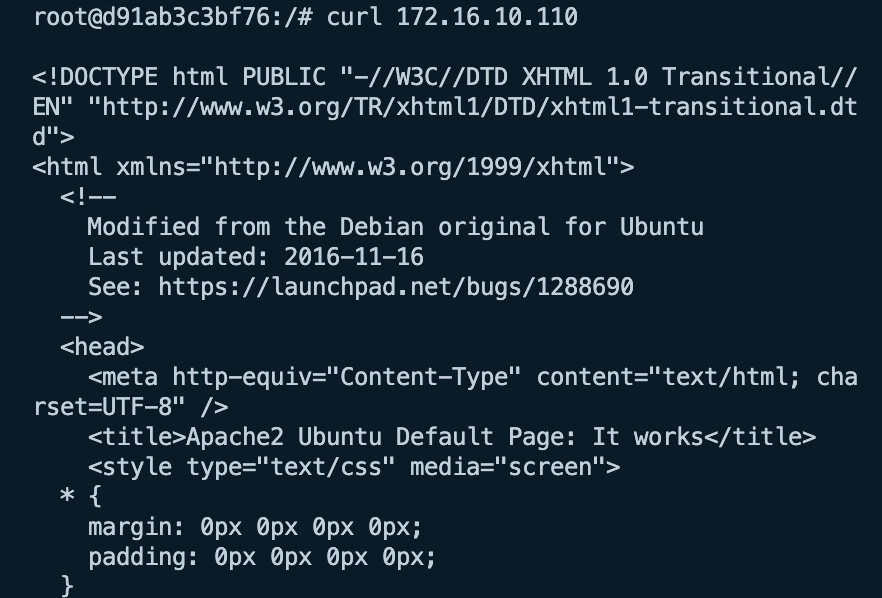 root@d91ab3c3bf76:/# curl 172.16.10.110
<!DOCTYPE html PUBLIC "-//W3C//DTD XHTML 1.0 Transitional//
EN" "http://www.w3.org/TR/xhtml1/DTD/xhtml1-transitional.dt
d">
<html xmlns="http://www.w3.org/1999/xhtml">
  <!--
    Modified from the Debian original for Ubuntu
    Last updated: 2016-11-16
    See: https://launchpad.net/bugs/1288690
  -->
  <head>
    <meta http-equiv="Content-Type" content="text/html; cha
rset=UTF-8" />
    <title>Apache2 Ubuntu Default Page: It works</title>
    <style type="text/css" media="screen">
  * {
    margin: 0px 0px 0px 0px;
    padding: 0px 0px 0px 0px;
  }